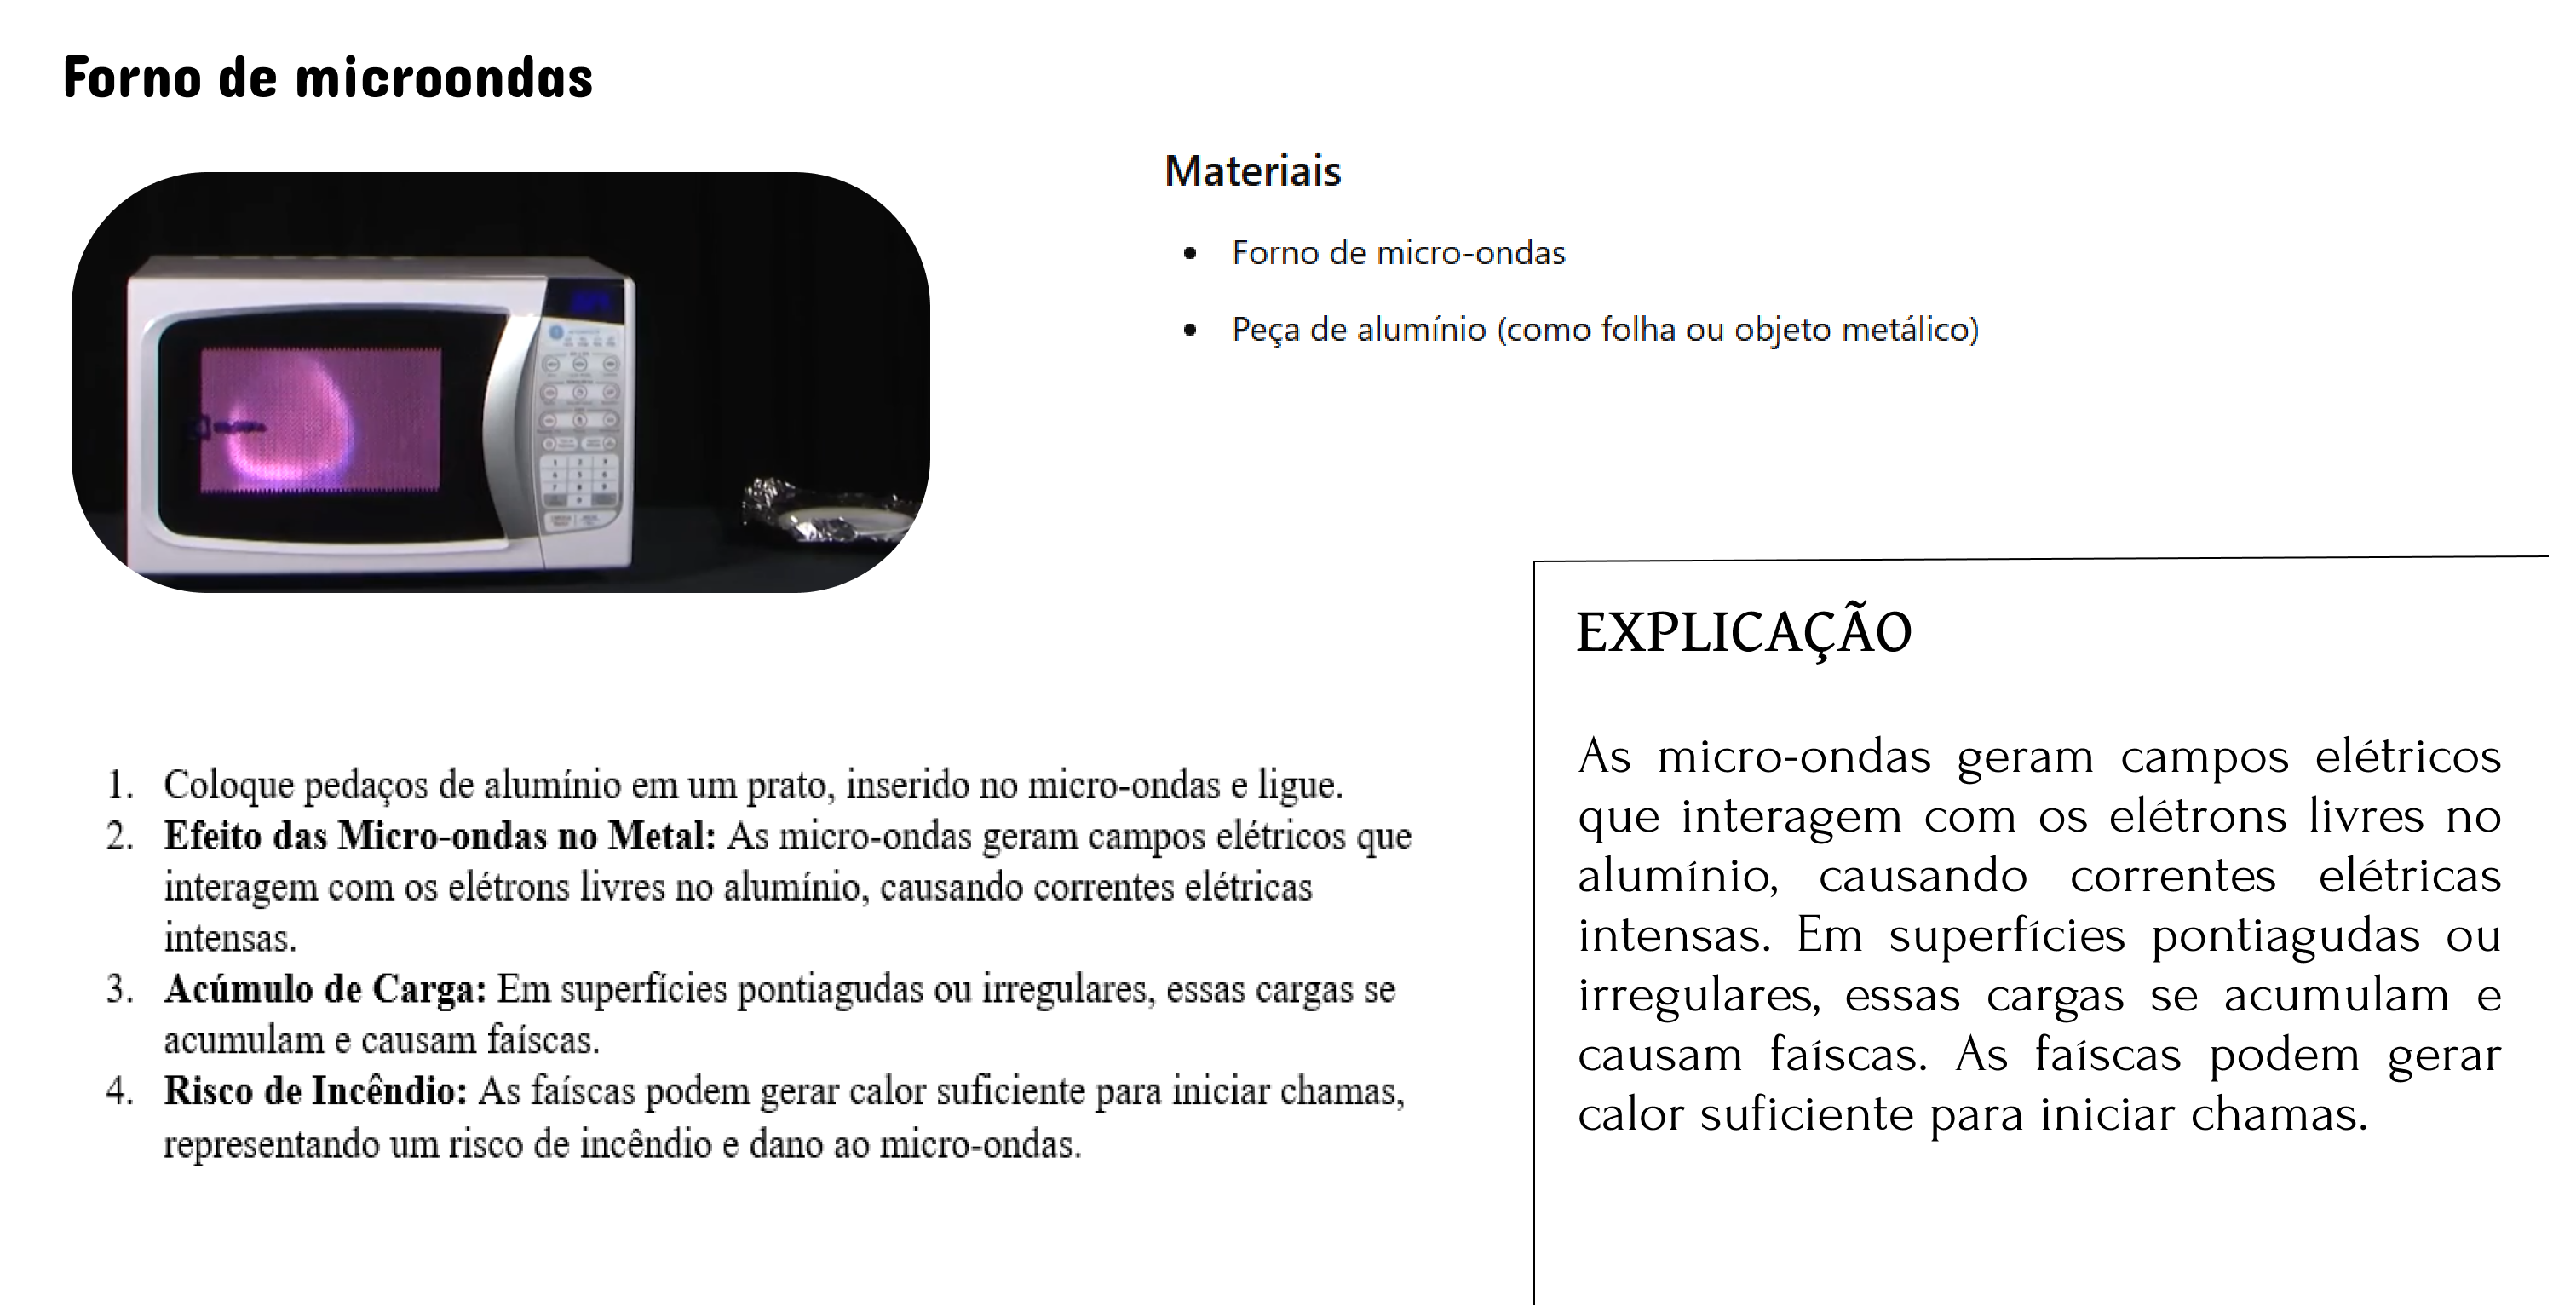 Forno de microondas
Materiais
• Forno de micro-ondas
• Peça de alumínio (como folha ou objeto metálico)
1. Coloque pedaços de alumínio em um prato, inserido no micro-ondas e ligue.
2. Efeito das Micro-ondas no Metal: As micro-ondas geram campos elétricos que
interagem com os elétrons livres no alumínio, causando correntes elétricas
intensas.
3. Acúmulo de Carga: Em superfícies pontiagudas ou irregulares, essas cargas se
acumulam e causam faíscas.
4. Risco de Incêndio: As faíscas podem gerar calor suficiente para iniciar chamas,
representando um risco de incêndio e dano ao micro-ondas.
EXPLICAÇÃO
As micro-ondas geram campos elétricos
que interagem com os elétrons livres no
alumínio, causando correntes elétricas
intensas. Em superfícies pontiagudas ou
irregulares, essas cargas se acumulam e
causam faíscas. As faíscas podem gerar
calor suficiente para iniciar chamas.